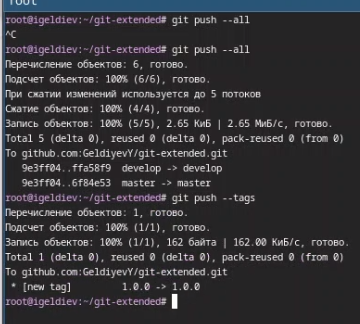 root
root@igeldiev:~/git-extended# git push --all
^C
root@igeldiev:~/git-extended# git push --all
Перечисление объектов: 6, готово.
Подсчет объектов: 100% (6/6), готово.
При сжатии изменений используется до 5 потоков
Сжатие объектов: 100% (4/4), готово.
Запись объектов: 100% (5/5), 2.65 КиБ | 2.65 МиБ/с, готово.
Total 5 (delta 0), reused 0 (delta 0), pack-reused 0 (from 0)
To github.com:GeldiyevY/git-extended.git
   9e3ff04..ffa58f9  develop -> develop
   9e3ff04..6f84e53  master -> master
root@igeldiev:~/git-extended# git push --tags
Перечисление объектов: 1, готово.
Подсчет объектов: 100% (1/1), готово.
Запись объектов: 100% (1/1), 162 байта | 162.00 КиБ/с, готово.
Total 1 (delta 0), reused 0 (delta 0), pack-reused 0 (from 0)
To github.com:GeldiyevY/git-extended.git
 * [new tag]         1.0.0 -> 1.0.0
root@igeldiev:~/git-extended#